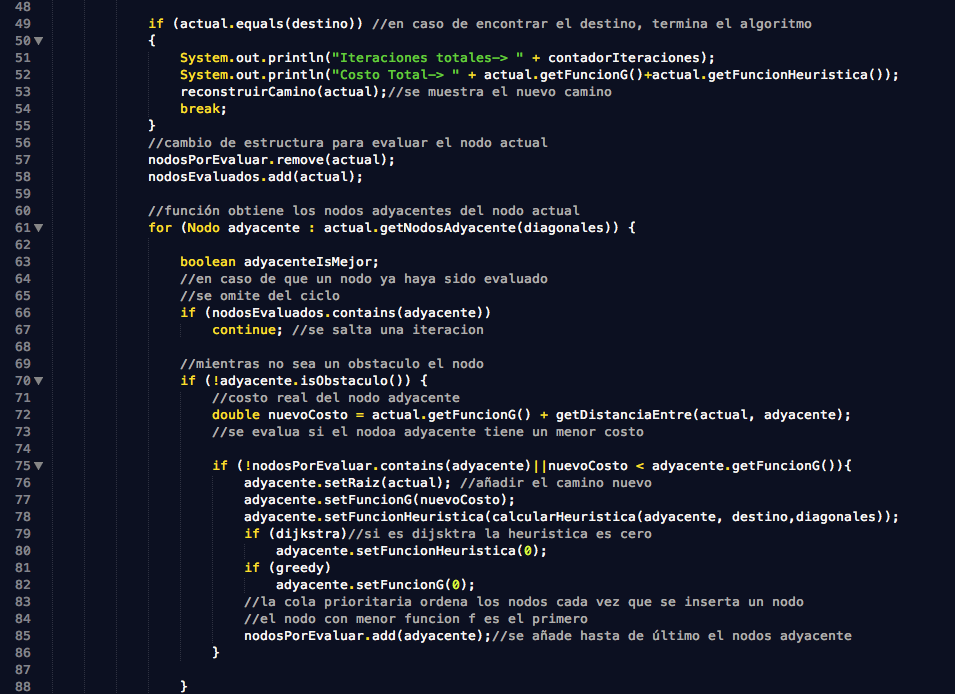 48
49 if (actual.equals(destino)) //en caso de encontrar el destino, termina el algoritmo
50 {
51 System.out.println("Iteraciones totales-> " + contadorIteraciones);
52 System.out.println("Costo Total-> " + actual.getFuncionG()+actual.getFuncionHeuristica());
53 reconstruirCamino(actual);//se muestra el nuevo camino
54 break;
55 }
56 //cambio de estructura para evaluar el nodo actual
57 nodosPorEvaluar.remove(actual);
58 nodosEvaluados.add(actual);
59
60 //función obtiene los nodos adyacentes del nodo actual
61 for (Nodo adyacente : actual.getNodosAdyacente(diagonales)) {
62
63 boolean adyacenteIsMejor;
64 //en caso de que un nodo ya haya sido evaluado
65 //se omite del ciclo
66 if (nodosEvaluados.contains(adyacente))
67 continue; //se salta una iteracion
68
69 //mientras no sea un obstaculo el nodo
70 if (!adyacente.isObstaculo()) {
71 //costo real del nodo adyacente
72 double nuevoCosto = actual.getFuncionG() + getDistanciaEntre(actual, adyacente);
73 //se evalua si el nodoa adyacente tiene un menor costo
74
75 if (!nodosPorEvaluar.contains(adyacente)||nuevoCosto < adyacente.getFuncionG()){
76 adyacente.setRaiz(actual); //añadir el camino nuevo
77 adyacente.setFuncionG(nuevoCosto);
78 adyacente.setFuncionHeuristica(calcularHeuristica(adyacente, destino,diagonales));
79 if (dijkstra)//si es dijsktra la heuristica es cero
80 adyacente.setFuncionHeuristica(0);
81 if (greedy)
82 adyacente.setFuncionG(0);
83 //la cola prioritaria ordena los nodos cada vez que se inserta un nodo
84 //el nodo con menor funcion f es el primero
85 nodosPorEvaluar.add(adyacente);//se añade hasta de último el nodos adyacente
86 }
87
88 }